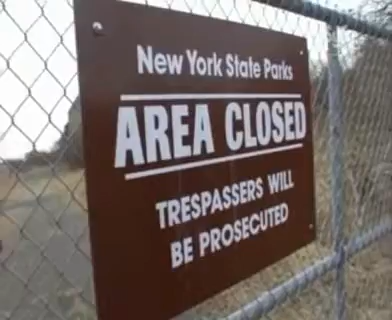 New York State Parks
AREA CLOSED
TRESPASSERS WILL
BE PROSECUTED